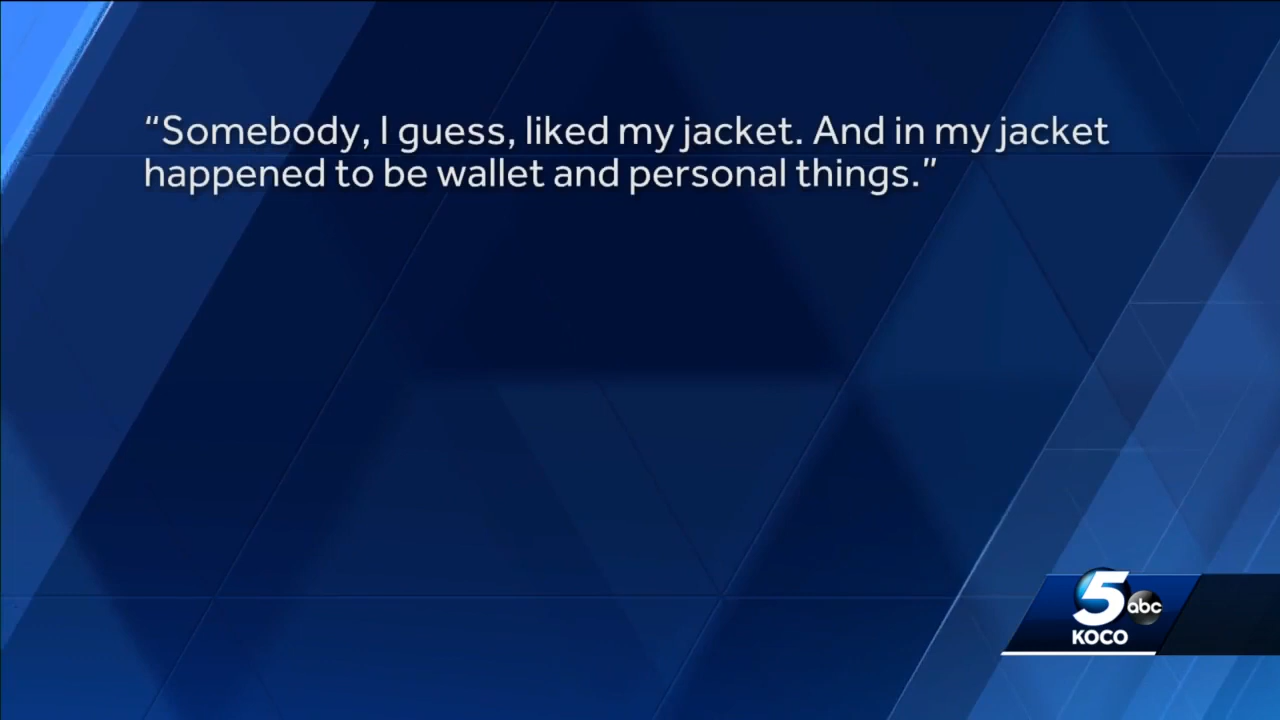 “Somebody, I guess, liked my jacket. And in my jacket
happened to be wallet and personal things.”
5
abc
KOCO